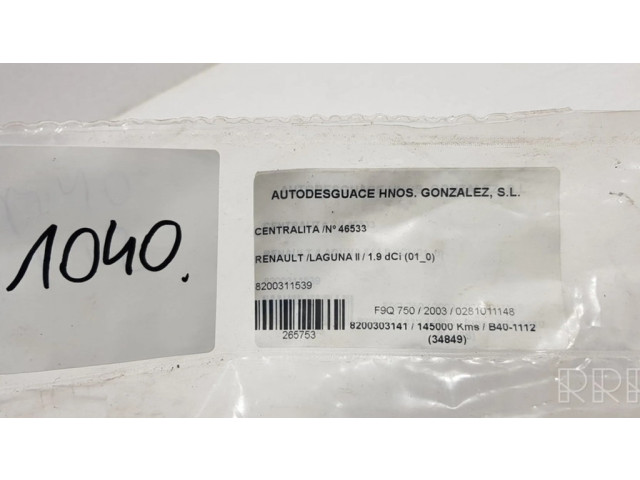 1040.
AUTODESGUACE HNOS. GONZALEZ, S.L.
CENTRALITA /Nº 46533
RENAULT /LAGUNA II / 1.9 dCi (01_0)
8200311539
F9Q 750 / 2003 / 0281011148
265753
8200303141 / 145000 Kms / B40-1112
(34849)
RRR